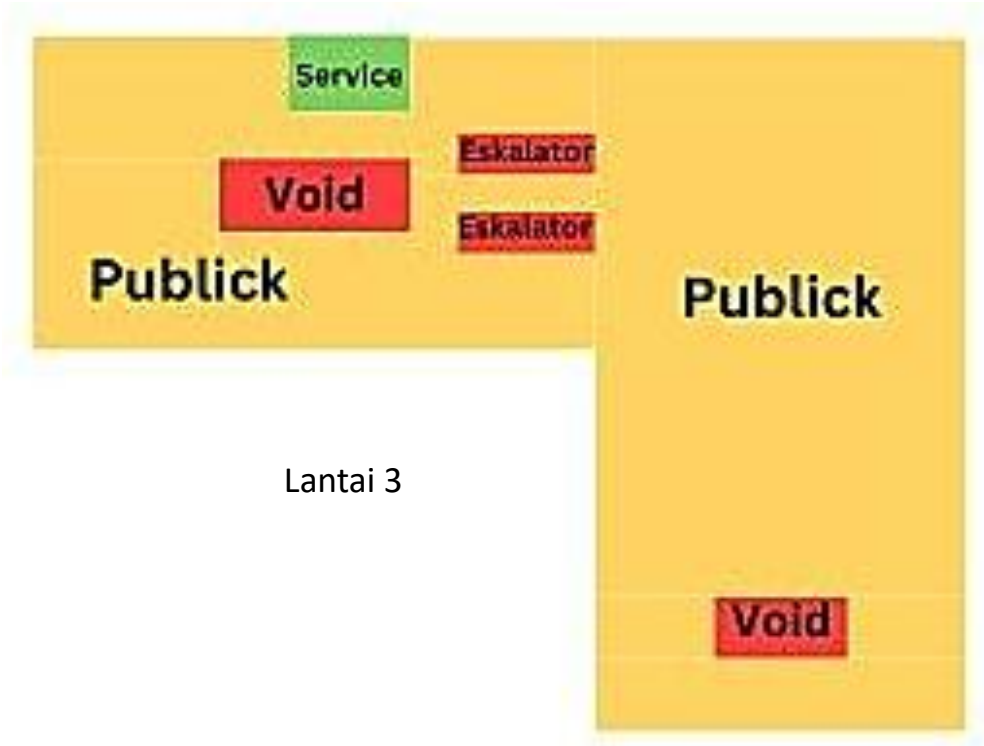 Service
Eskalator
Void
Eskalator
Publick
Publick
Lantai 3
Void